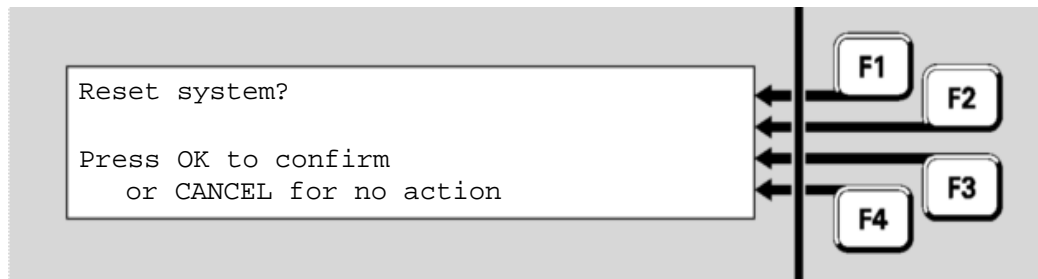 Reset system?
Press OK to confirm
or CANCEL for no action
F1
F2
F3
F4